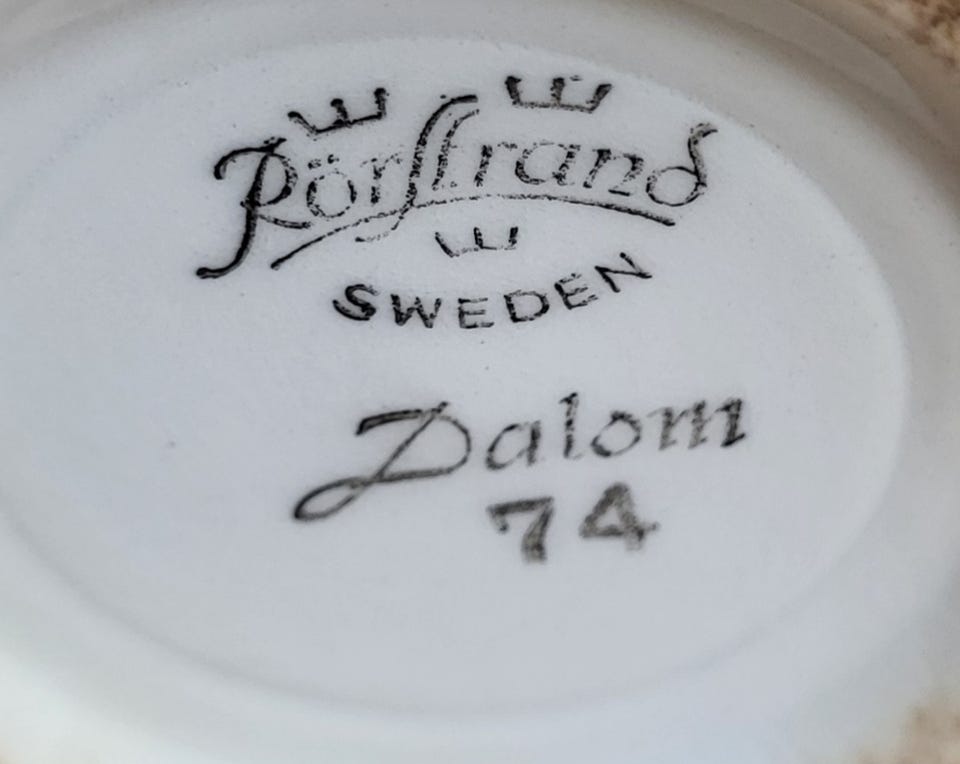 Rörstrand
SWEDEN
Dalom
74